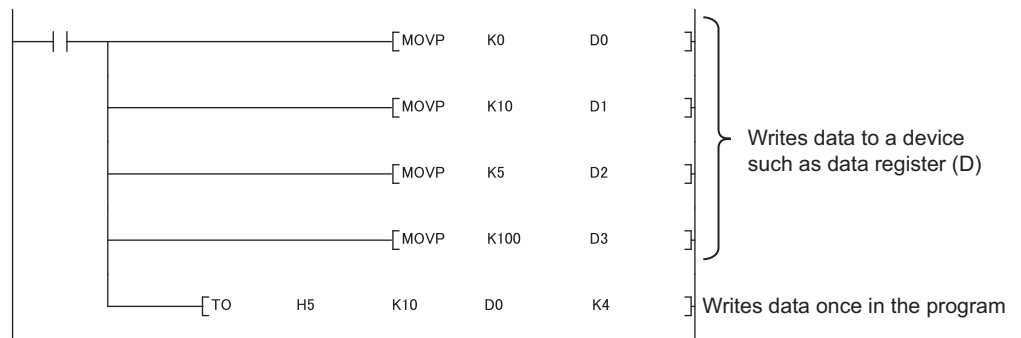 [MOVP K0 D0 ]
[MOVP K10 D1 ]
[MOVP K5 D2 ]
[MOVP K100 D3 ]
Writes data to a device
such as data register (D)
[TO H5 K10 D0 K4 ] Writes data once in the program